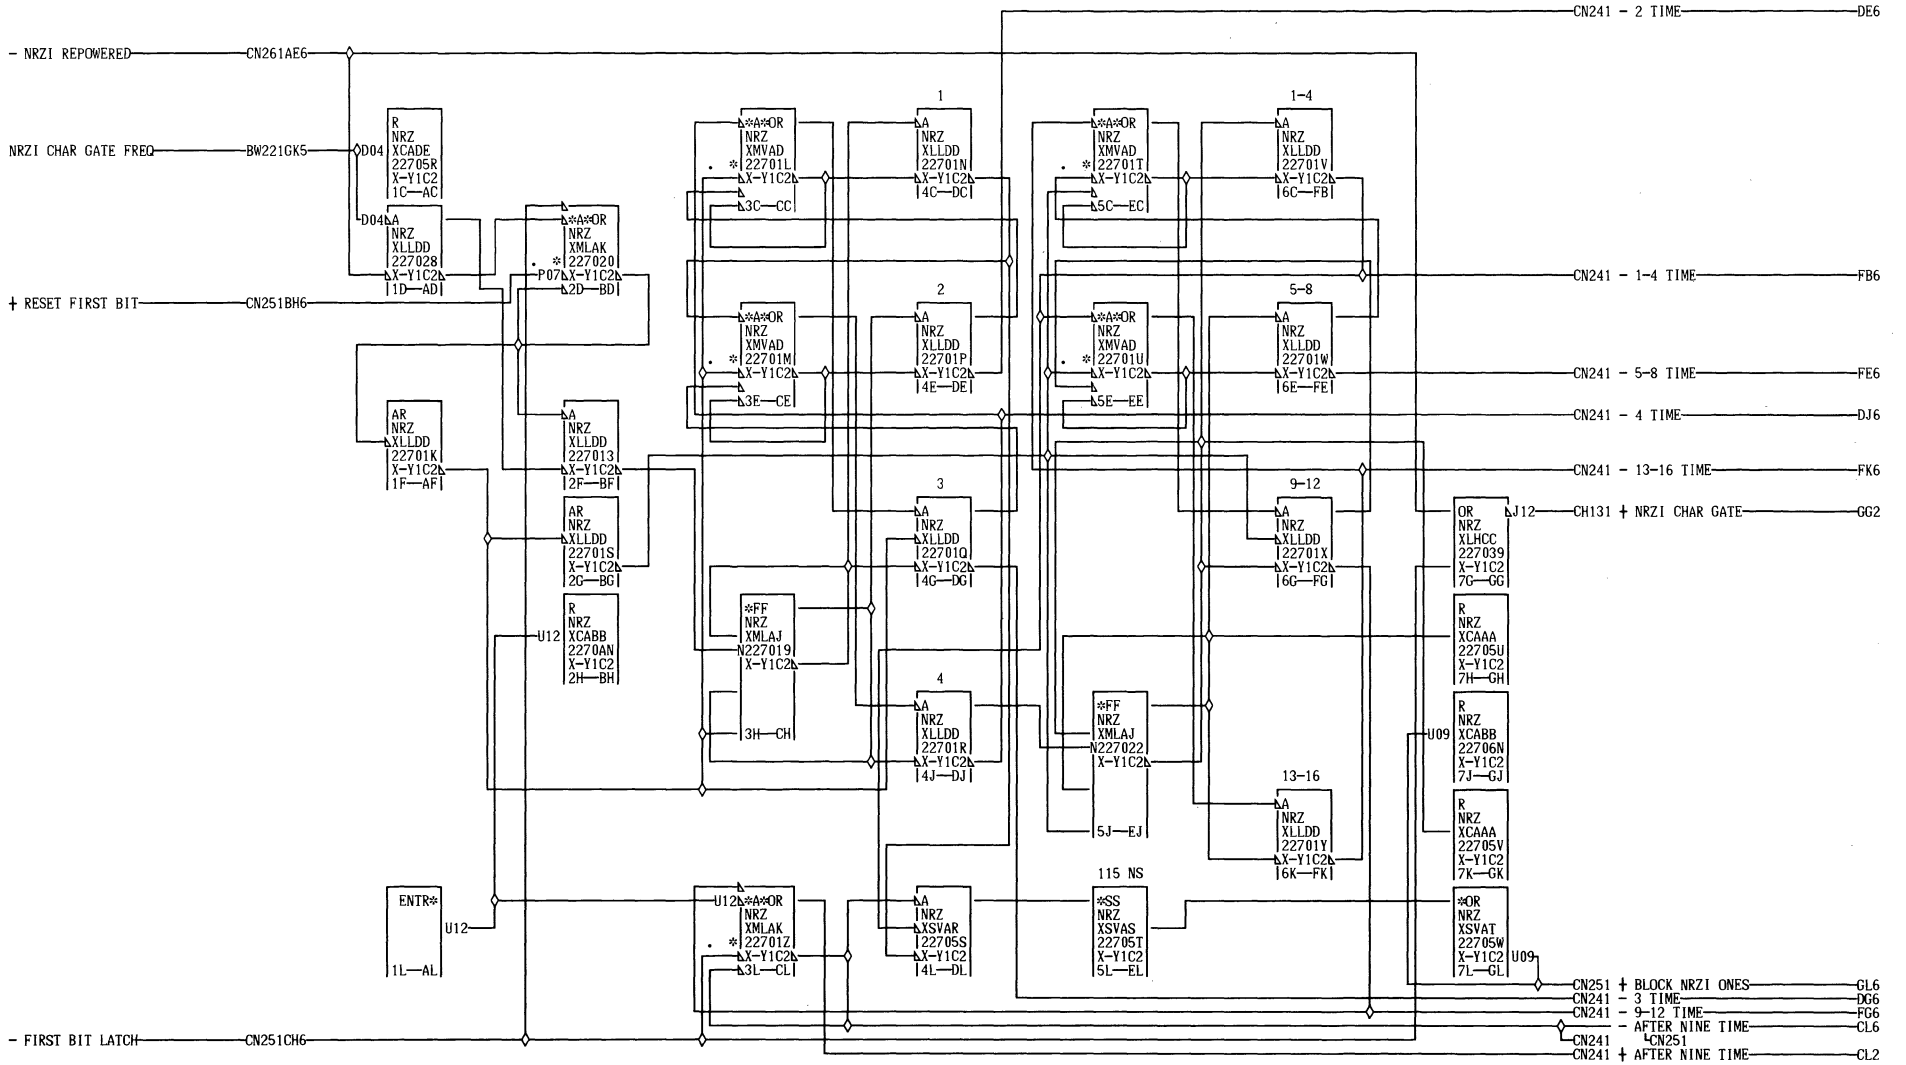 CN241 - 2 TIME DE6
- NRZI REPOWERED CN261AE6
NRZI CHAR GATE FREQ BW221GK5 D04
R
NRZ
XCADE
22705R
X-Y1C2
1C—AC
D04 A
NRZ
XLLDD
227028
X-Y1C2
1D—AD
*A*OR
NRZ
XMLAK
* 227020
P07 X-Y1C2
2D—BD
+ RESET FIRST BIT CN251BH6
AR
NRZ
XLLDD
22701K
X-Y1C2
1F—AF
A
NRZ
XLLDD
227013
X-Y1C2
2F—BF
AR
NRZ
XLLDD
22701S
X-Y1C2
2G—BG
U12
R
NRZ
XCABB
2270AN
X-Y1C2
2H—BH
ENTR*
U12
1L—AL
*A*OR
NRZ
XMVAD
* 22701L
X-Y1C2
3C—CC
*A*OR
NRZ
XMVAD
* 22701M
X-Y1C2
3E—CE
*FF
NRZ
XMLAJ
N227019
X-Y1C2
3H—CH
U12 *A*OR
NRZ
XMLAK
* 22701Z
X-Y1C2
3L—CL
1
A
NRZ
XLLDD
22701N
X-Y1C2
4C—DC
2
A
NRZ
XLLDD
22701P
X-Y1C2
4E—DE
3
A
NRZ
XLLDD
22701Q
X-Y1C2
4G—DG
4
A
NRZ
XLLDD
22701R
X-Y1C2
4J—DJ
A
NRZ
XSVAR
22705S
X-Y1C2
4L—DL
*A*OR
NRZ
XMVAD
* 22701T
X-Y1C2
5C—EC
*A*OR
NRZ
XMVAD
* 22701U
X-Y1C2
5E—EE
*FF
NRZ
XMLAJ
N227022
X-Y1C2
5J—EJ
115 NS
*SS
NRZ
XSVAS
22705T
X-Y1C2
5L—EL
1-4
A
NRZ
XLLDD
22701V
X-Y1C2
6C—FB
5-8
A
NRZ
XLLDD
22701W
X-Y1C2
6E—FE
9-12
A
NRZ
XLLDD
22701X
X-Y1C2
6G—FG
13-16
A
NRZ
XLLDD
22701Y
X-Y1C2
6K—FK
OR
NRZ
XLHCC
227039
X-Y1C2
7G—GG
R
NRZ
XCAAA
22705U
X-Y1C2
7H—GH
U09
R
NRZ
XCABB
22706N
X-Y1C2
7J—GJ
R
NRZ
XCAAA
22705V
X-Y1C2
7K—GK
*OR
NRZ
XSVAT
22705W
X-Y1C2 U09
7L—GL
CN241 - 1-4 TIME FB6
CN241 - 5-8 TIME FE6
CN241 - 4 TIME DJ6
CN241 - 13-16 TIME FK6
J12 CH131 + NRZI CHAR GATE GG2
CN251 + BLOCK NRZI ONES GL6
CN241 - 3 TIME DG6
CN241 - 9-12 TIME FG6
- AFTER NINE TIME CL6
- FIRST BIT LATCH CN251CH6
CN241 CN251
CN241 + AFTER NINE TIME CL2